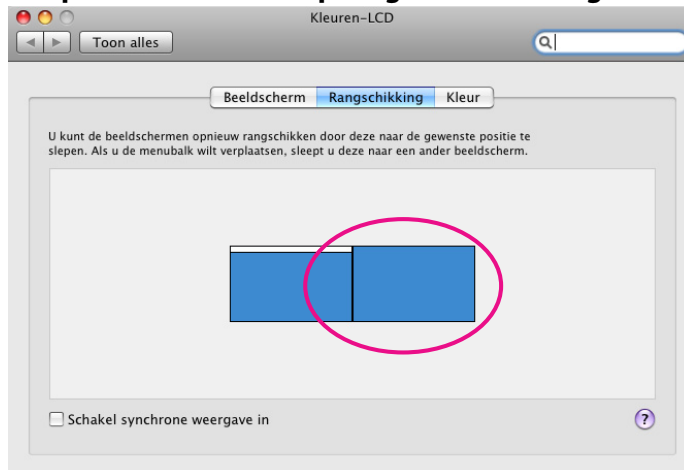 Kleuren-LCD
Toon alles
Beeldscherm Rangschikking Kleur
U kunt de beeldschermen opnieuw rangschikken door deze naar de gewenste positie te
slepen. Als u de menubalk wilt verplaatsen, sleept u deze naar een ander beeldscherm.
Schakel synchrone weergave in
?